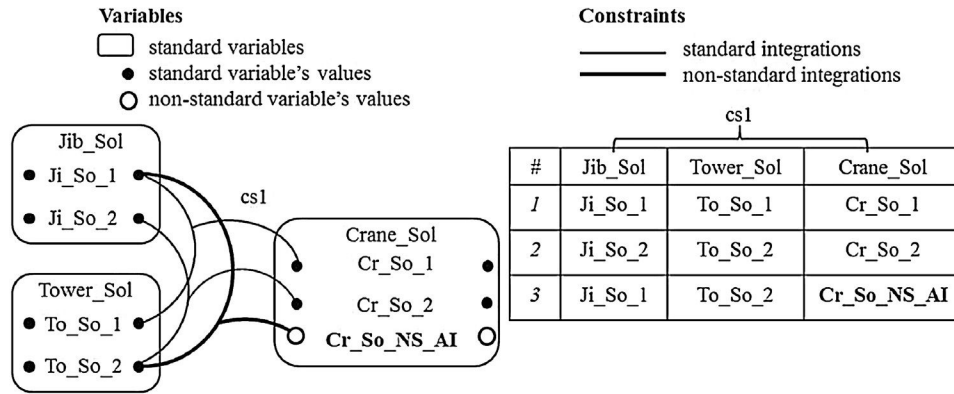 Variables
standard variables
standard variable's values
non-standard variable's values
Constraints
standard integrations
non-standard integrations
Jib_Sol
Ji_So_1
Ji_So_2
Tower_Sol
To_So_1
To_So_2
cs1
Crane_Sol
Cr_So_1
Cr_So_2
Cr_So_NS_AI
cs1
# Jib_Sol Tower_Sol Crane_Sol
1 Ji_So_1 To_So_1 Cr_So_1
2 Ji_So_2 To_So_2 Cr_So_2
3 Ji_So_1 To_So_2 Cr_So_NS_AI